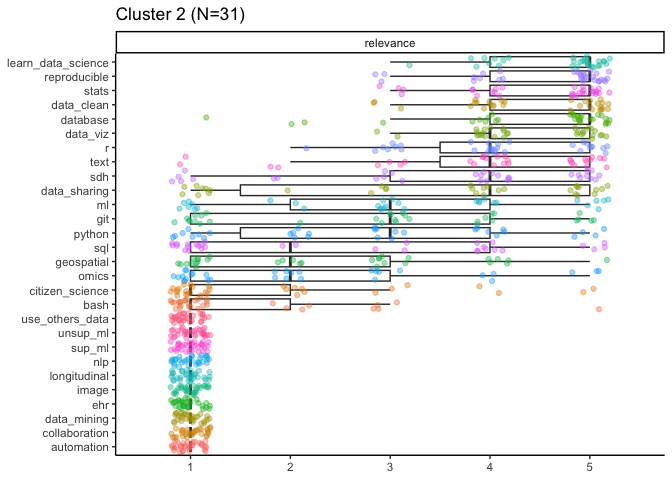 Cluster 2 (N=31)
relevance
learn_data_science
reproducible
stats
data_clean
database
data_viz
r
text
sdh
data_sharing
ml
git
python
sql
geospatial
omics
citizen_science
bash
use_others_data
unsup_ml
sup_ml
nlp
longitudinal
image
ehr
data_mining
collaboration
automation
1 2 3 4 5